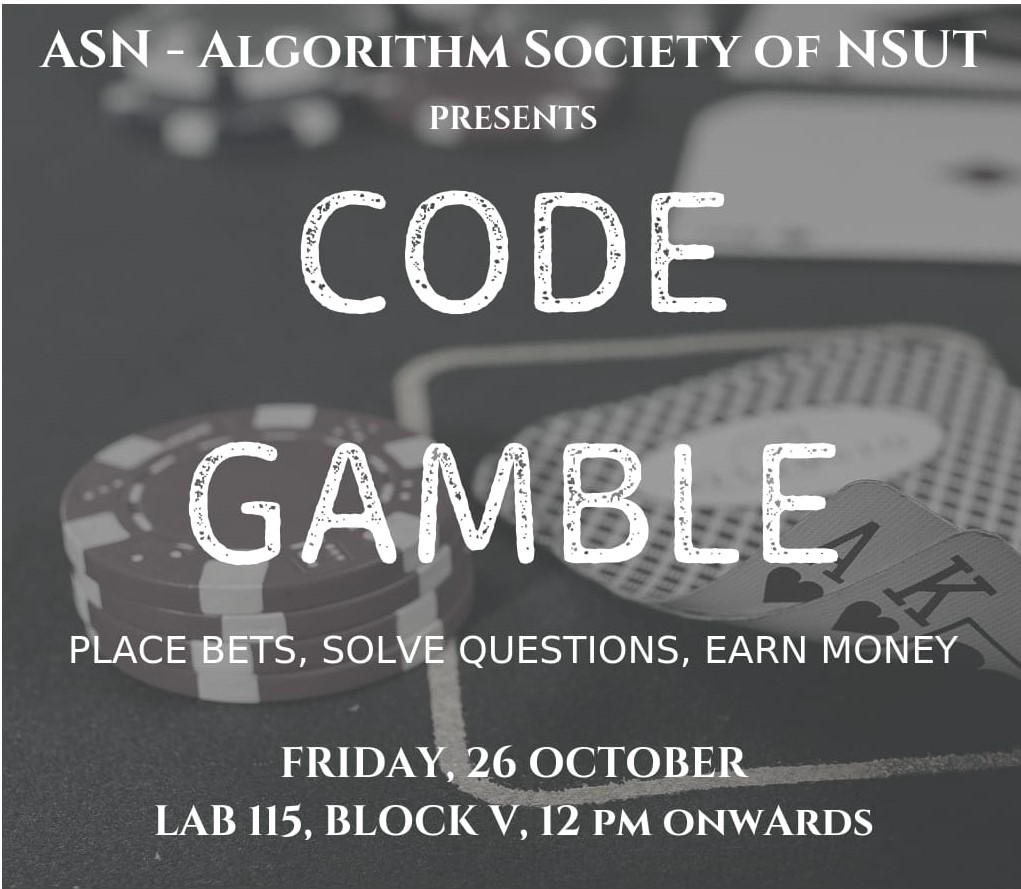 ASN - Algorithm Society of NSUT
PRESENTS
CODE
GAMBLE
PLACE BETS, SOLVE QUESTIONS, EARN MONEY
FRIDAY, 26 OCTOBER
LAB 115, BLOCK V, 12 PM ONWARDS
A
K